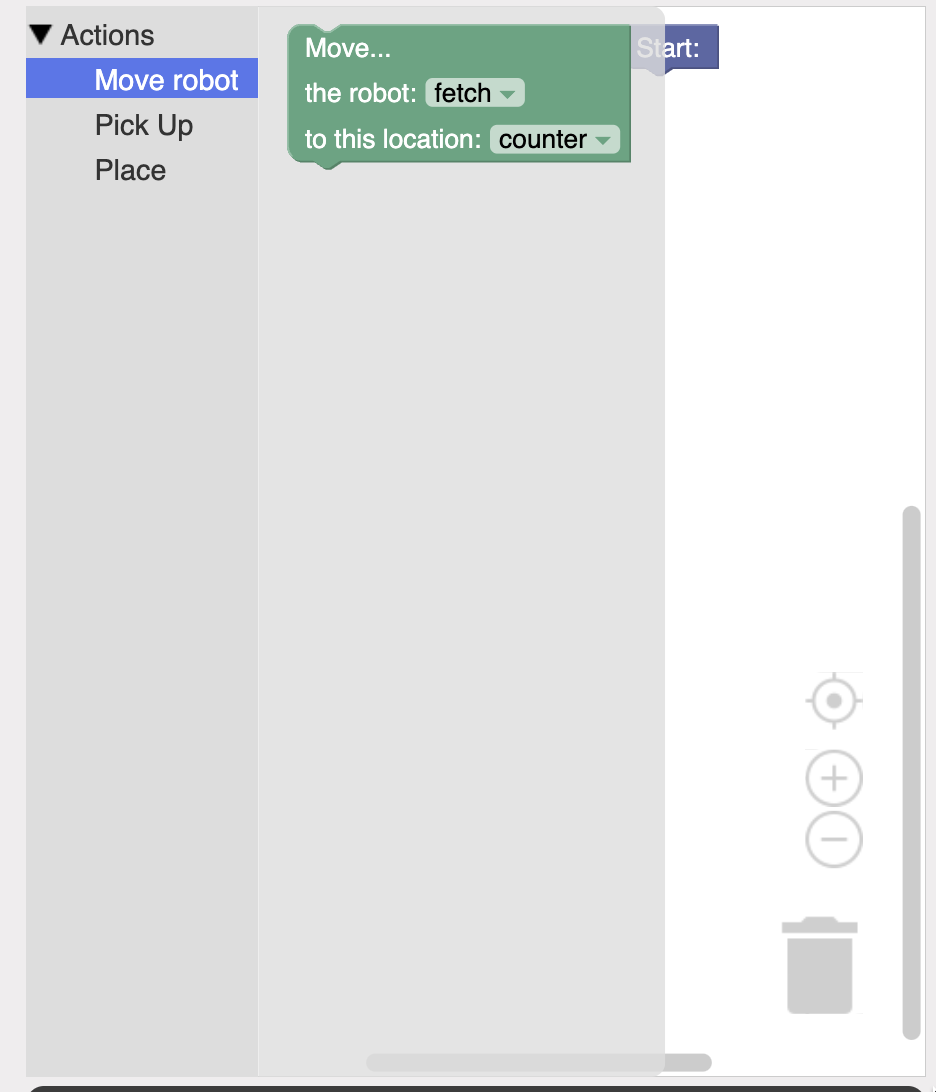 Actions
Move robot
Pick Up
Place
Move...
the robot: fetch
to this location: counter
Start: